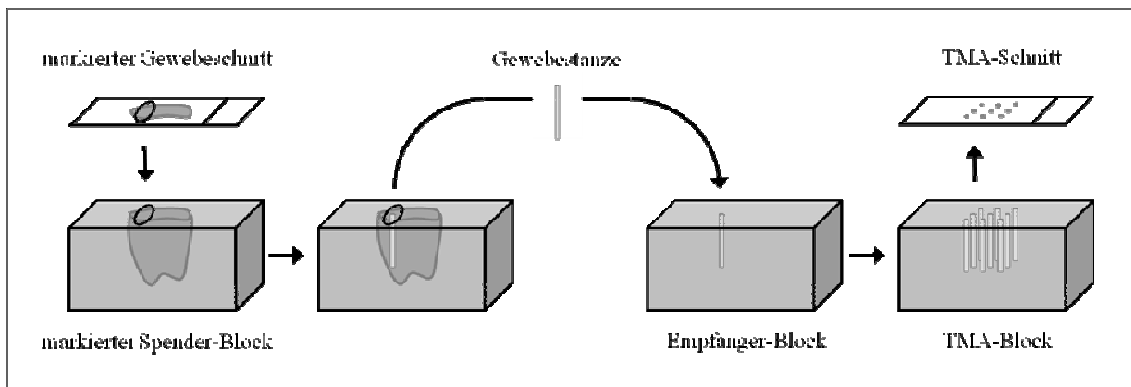 markierter Gewebeschnitt
Gewebestanze
TMA-Schnitt
markierter Spender-Block
Empfänger-Block
TMA-Block